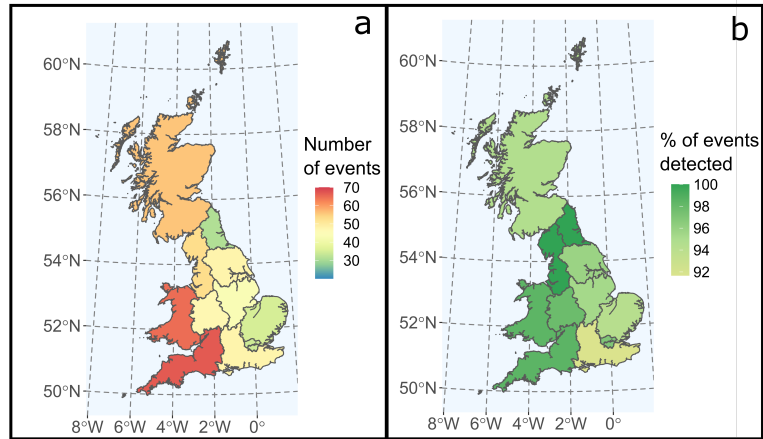 a
60°N
58°N
56°N
54°N
52°N
50°N
8°W 6°W 4°W 2°W 0°
Number
of events
70
60
50
40
30
b
60°N
58°N
56°N
54°N
52°N
50°N
8°W 6°W 4°W 2°W 0°
% of events
detected
100
98
96
94
92